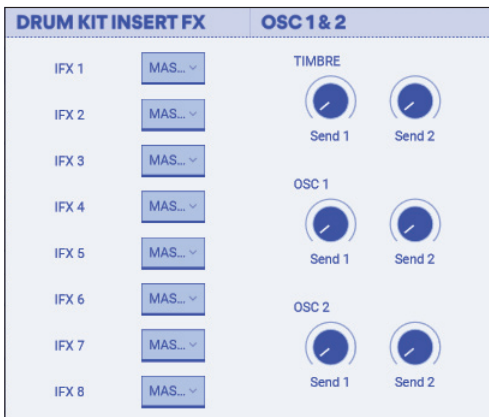 DRUM KIT INSERT FX
IFX 1 MAS...
IFX 2 MAS...
IFX 3 MAS...
IFX 4 MAS...
IFX 5 MAS...
IFX 6 MAS...
IFX 7 MAS...
IFX 8 MAS...
OSC 1 & 2
TIMBRE
Send 1 Send 2
OSC 1
Send 1 Send 2
OSC 2
Send 1 Send 2